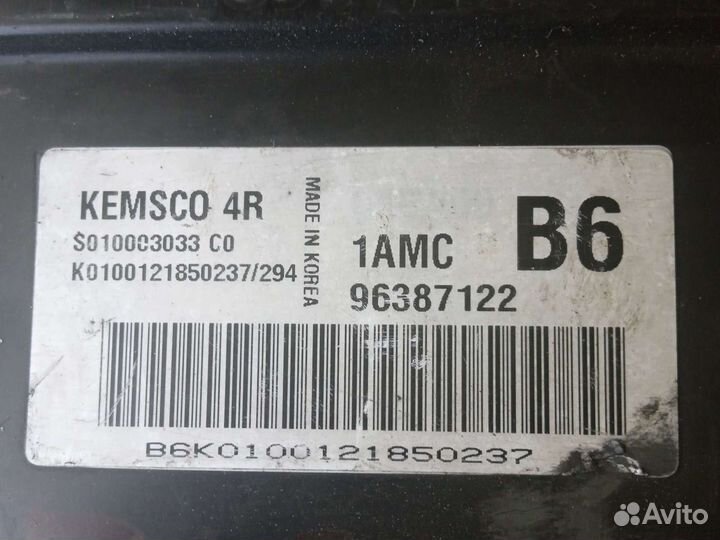 KEMSCO 4R
S010003033 C0
K0100121850237/294
MADE IN KOREA
1AMC
96387122
B6
B6K0100121850237
Avito